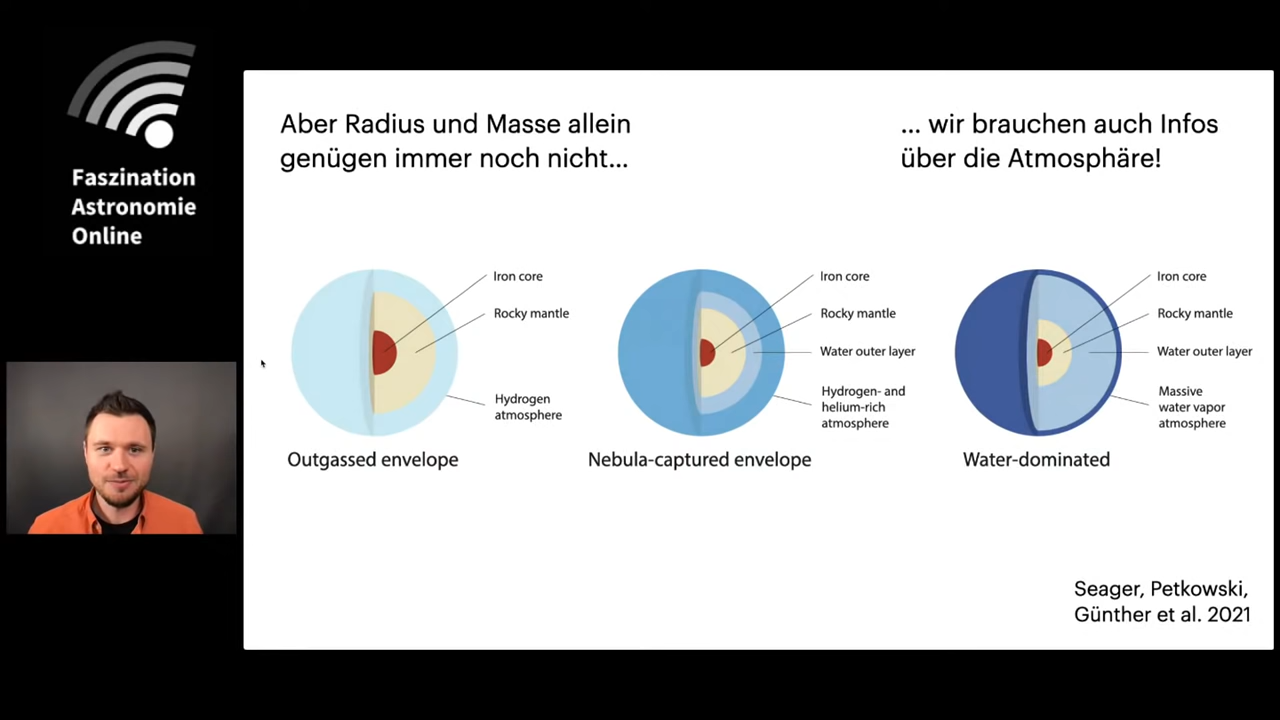 Faszination
Astronomie
Online
Aber Radius und Masse allein
genügen immer noch nicht...
... wir brauchen auch Infos
über die Atmosphäre!
Iron core
Rocky mantle
Hydrogen
atmosphere
Outgassed envelope
Iron core
Rocky mantle
Water outer layer
Hydrogen- and
helium-rich
atmosphere
Nebula-captured envelope
Iron core
Rocky mantle
Water outer layer
Massive
water vapor
atmosphere
Water-dominated
Seager, Petkowski,
Günther et al. 2021